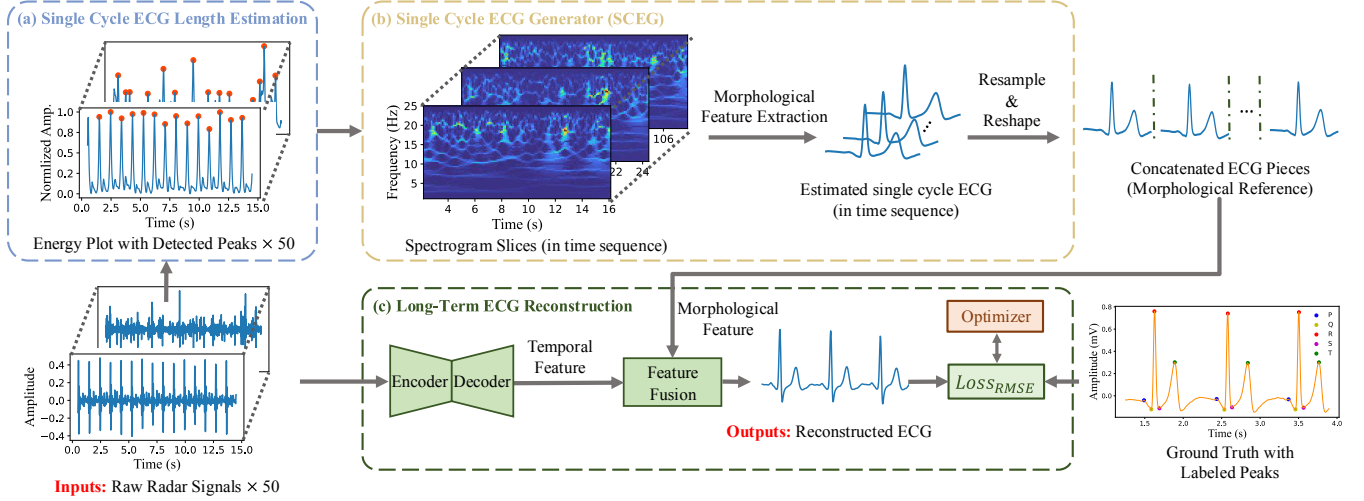 (a) Single Cycle ECG Length Estimation
Normlized Amp.
1.0
0.8
0.5
0.2
0.0
0.0 2.5 5.0 7.5 10.0 12.5 15.0
Time (s)
Energy Plot with Detected Peaks × 50
(b) Single Cycle ECG Generator (SCEG)
Frequency (Hz)
25
20
15
10
5
2 4 6 8 10 12 14 16
22 24
106
Time (s)
Spectrogram Slices (in time sequence)
Morphological
Feature Extraction
Estimated single cycle ECG
(in time sequence)
Resample
&
Reshape
...
Concatenated ECG Pieces
(Morphological Reference)
Amplitude
0.4
0.2
0.0
−0.2
−0.4
0.0 2.5 5.0 7.5 10.0 12.5 15.0
Time (s)
Inputs: Raw Radar Signals × 50
(c) Long-Term ECG Reconstruction
Encoder
Decoder
Temporal
Feature
Morphological
Feature
Feature
Fusion
Outputs: Reconstructed ECG
Optimizer
Loss_RMSE
Amplitude (mV)
0.8
0.4
0.0
P
Q
R
S
T
1.5 2.5 3.5 4.0
Time (s)
Ground Truth with
Labeled Peaks